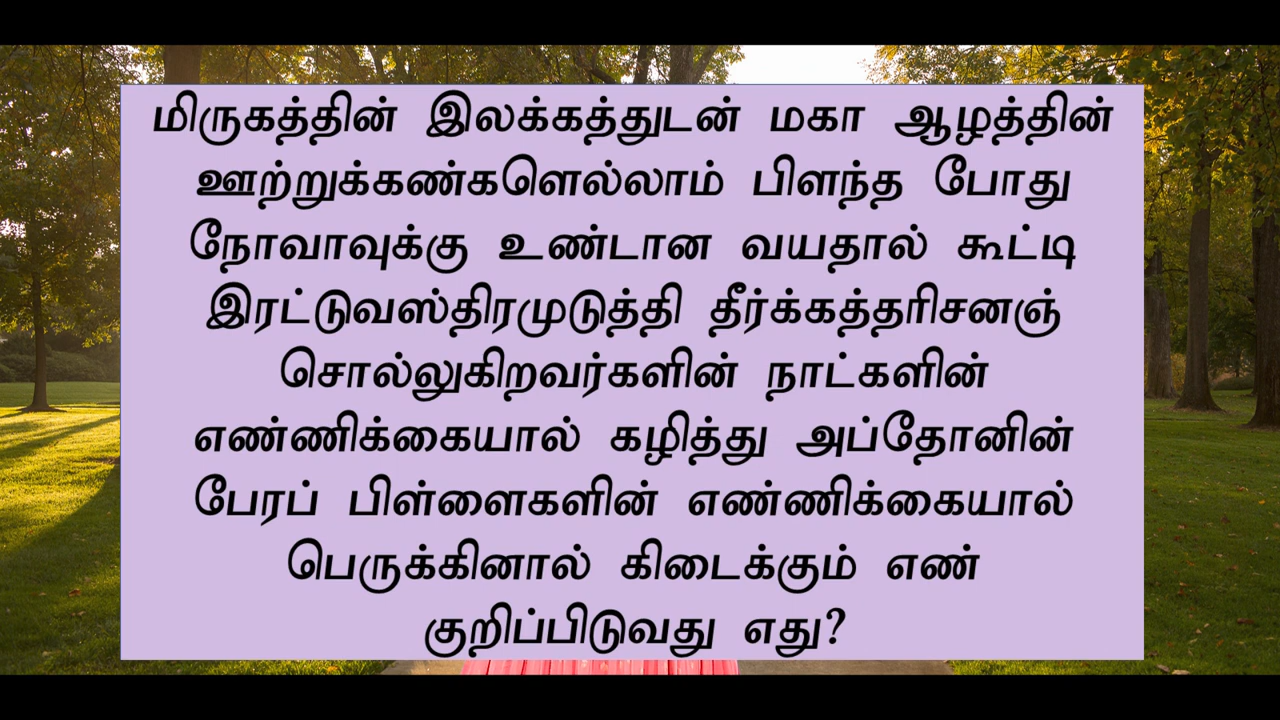 மிருகத்தின் இலக்கத்துடன் மகா ஆழத்தின்
ஊற்றுக்கண்களெல்லாம் பிளந்த போது
நோவாவுக்கு உண்டான வயதால் கூட்டி
இரட்டுவஸ்திரமுடுத்தி தீர்க்கத்தரிசனஞ்
சொல்லுகிறவர்களின் நாட்களின்
எண்ணிக்கையால் கழித்து அப்தோனின்
பேரப் பிள்ளைகளின் எண்ணிக்கையால்
பெருக்கினால் கிடைக்கும் எண்
குறிப்பிடுவது எது?